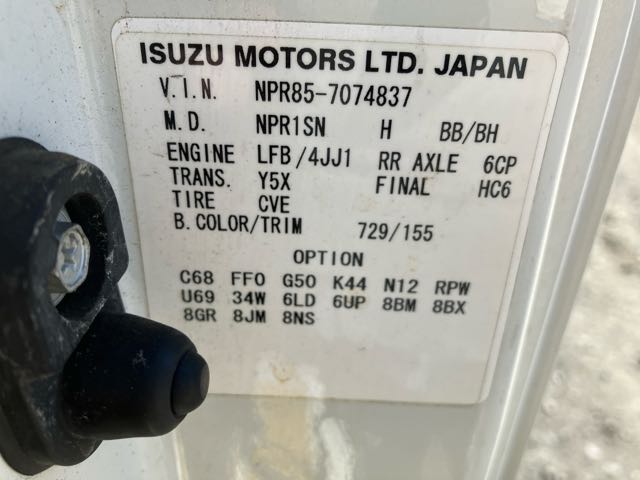 ISUZU MOTORS LTD. JAPAN
V.I.N. NPR85-7074837
M.D. NPR1SN H BB/BH
ENGINE LFB/4JJ1 RR AXLE 6CP
TRANS. Y5X FINAL HC6
TIRE CVE
B.COLOR/TRIM 729/155
OPTION
C68 FF0 G50 K44 N12 RPW
U69 34W 6LD 6UP 8BM 8BX
8GR 8JM 8NS